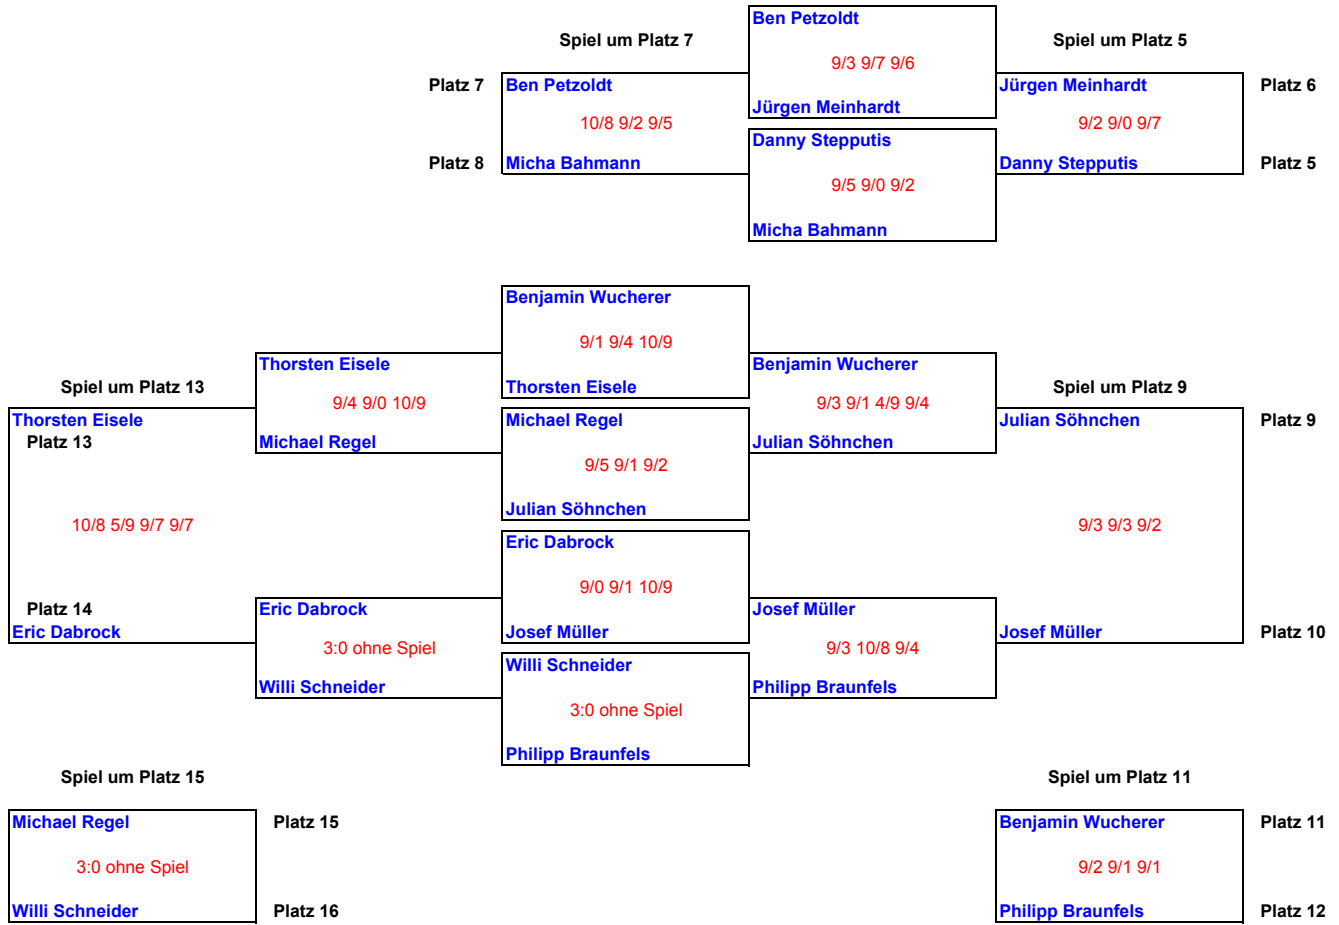 Ben Petzoldt
Spiel um Platz 7
Spiel um Platz 5
9/3 9/7 9/6
Platz 7
Ben Petzoldt
Jürgen Meinhardt
Platz 6
Jürgen Meinhardt
10/8 9/2 9/5
9/2 9/0 9/7
Danny Stepputis
Platz 8
Micha Bahmann
Danny Stepputis
Platz 5
9/5 9/0 9/2
Micha Bahmann
Benjamin Wucherer
9/1 9/4 10/9
Thorsten Eisele
Benjamin Wucherer
Spiel um Platz 13
Thorsten Eisele
Spiel um Platz 9
9/4 9/0 10/9
9/3 9/1 4/9 9/4
Thorsten Eisele
Michael Regel
Julian Söhnchen
Platz 9
Platz 13
Michael Regel
Julian Söhnchen
9/5 9/1 9/2
Julian Söhnchen
10/8 5/9 9/7 9/7
9/3 9/3 9/2
Eric Dabrock
9/0 9/1 10/9
Platz 14
Eric Dabrock
Josef Müller
Eric Dabrock
Josef Müller
Josef Müller
Platz 10
3:0 ohne Spiel
9/3 10/8 9/4
Willi Schneider
Willi Schneider
Philipp Braunfels
3:0 ohne Spiel
Philipp Braunfels
Spiel um Platz 15
Spiel um Platz 11
Michael Regel
Platz 15
Benjamin Wucherer
Platz 11
3:0 ohne Spiel
9/2 9/1 9/1
Willi Schneider
Platz 16
Philipp Braunfels
Platz 12